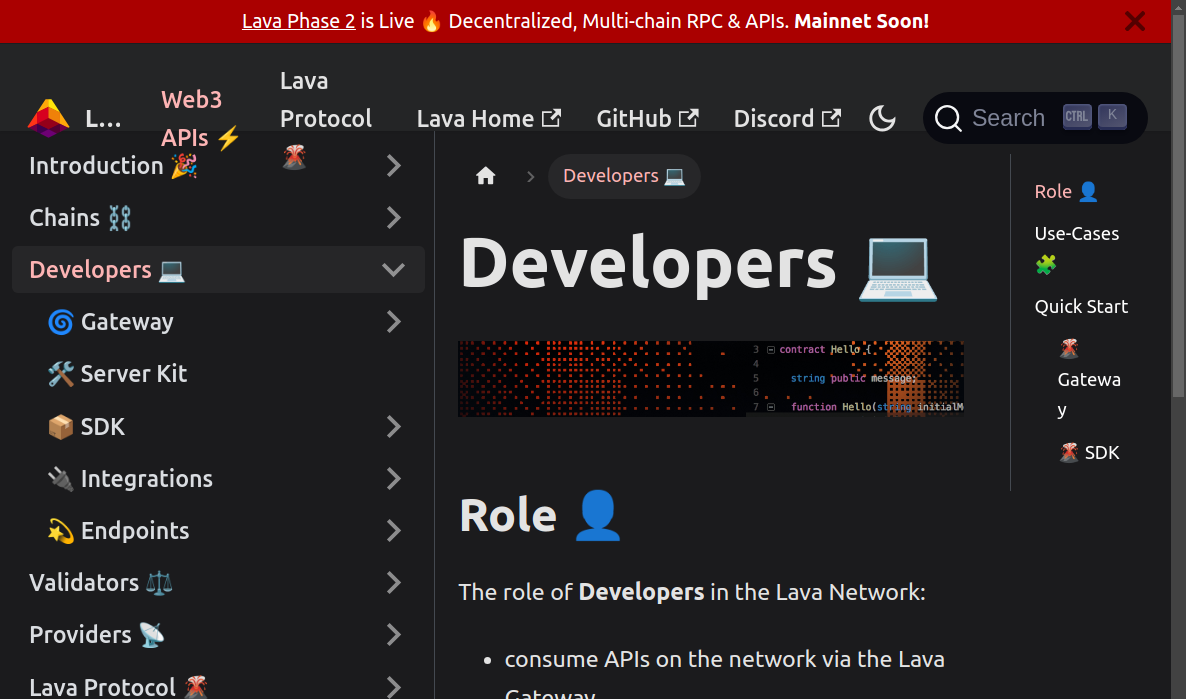 Lava Phase 2 is Live 🔥 Decentralized, Multi-chain RPC & APIs. Mainnet Soon!
L...
Web3
APIs ⚡
Lava
Protocol
🌋
Lava Home
GitHub
Discord
Search
CTRL
K
Introduction 🎉
Chains ⛓️
Developers 💻
🌀 Gateway
🛠️ Server Kit
📦 SDK
🔌 Integrations
💫 Endpoints
Validators ⚖️
Providers 📡
Lava Protocol 🌋
Developers 💻
Developers 💻
3 contract Hello {
4
5 string public message;
6
7 function Hello(string initialM
Role 👤
The role of Developers in the Lava Network:
• consume APIs on the network via the Lava
Gateway
Role 👤
Use-Cases
🧩
Quick Start
🌋
Gatewa
y
🌋 SDK